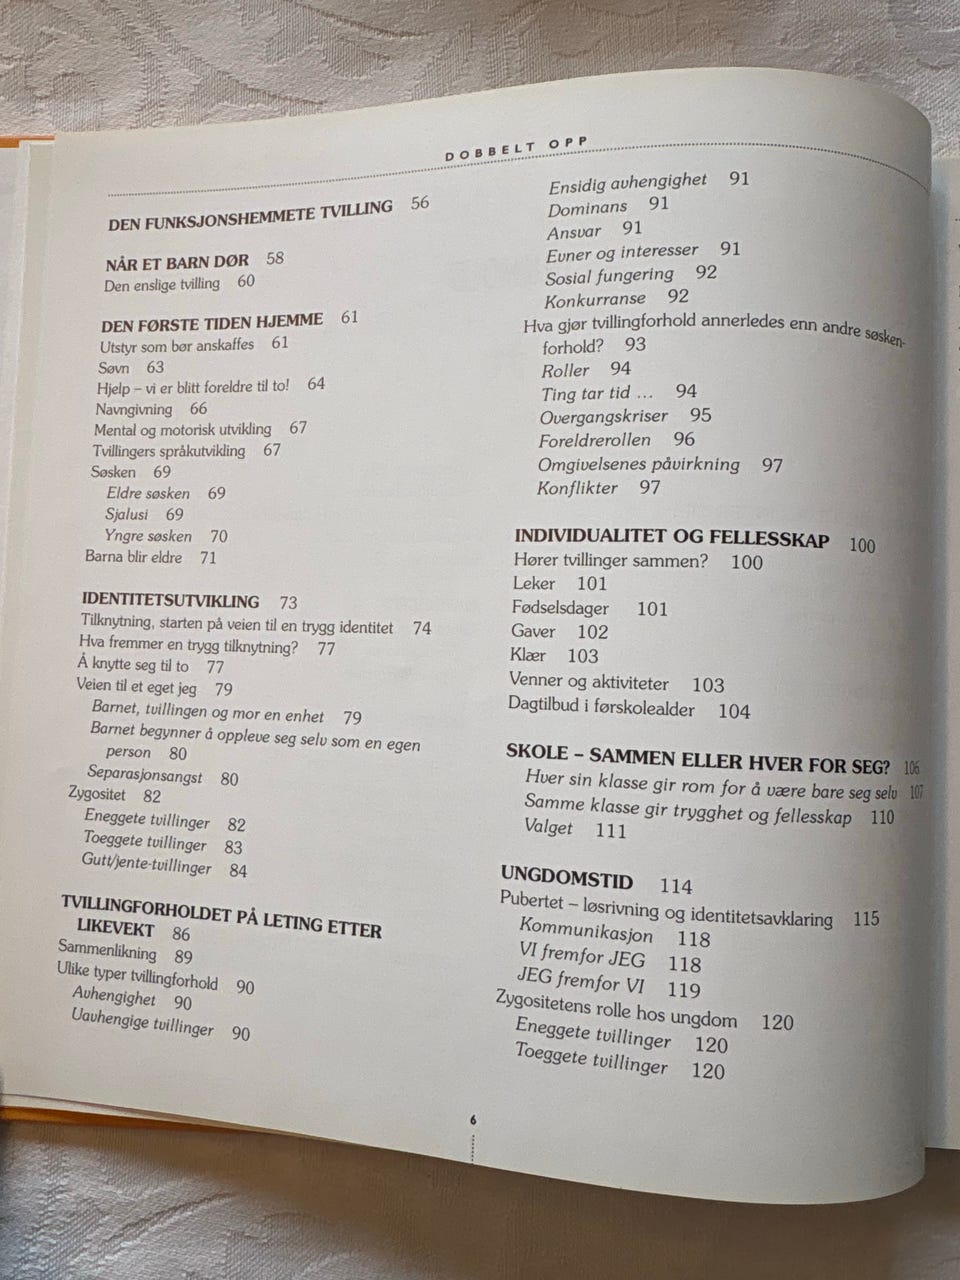 DOBBELT OPP
DEN FUNKSJONSHEMMETE TVILLING 56
NÅR ET BARN DØR 58
Den enslige tvilling 60
DEN FØRSTE TIDEN HJEMME 61
Utstyr som bør anskaffes 61
Søvn 63
Hjelp – vi er blitt foreldre til to! 64
Navngivning 66
Mental og motorisk utvikling 67
Tvillingers språkutvikling 67
Søsken 69
Eldre søsken 69
Sjalusi 69
Yngre søsken 70
Barna blir eldre 71
IDENTITETSUTVIKLING 73
Tilknytning, starten på veien til en trygg identitet 74
Hva fremmer en trygg tilknytning? 77
Å knytte seg til to 77
Veien til et eget jeg 79
Barnet, tvillingen og mor en enhet 79
Barnet begynner å oppleve seg selv som en egen
person 80
Separasjonsangst 80
Zygositet 82
Eneggete tvillinger 82
Toeggete tvillinger 83
Gutt/jente-tvillinger 84
TVILLINGFORHOLDET PÅ LETING ETTER
LIKEVEKT 86
Sammenlikning 89
Ulike typer tvillingforhold 90
Avhengighet 90
Uavhengige tvillinger 90
Ensidig avhengighet 91
Dominans 91
Ansvar 91
Evner og interesser 91
Sosial fungering 92
Konkurranse 92
Hva gjør tvillingforhold annerledes enn andre søsken-
forhold? 93
Roller 94
Ting tar tid ... 94
Overgangskriser 95
Foreldrerollen 96
Omgivelsenes påvirkning 97
Konflikter 97
INDIVIDUALITET OG FELLESSKAP 100
Hører tvillinger sammen? 100
Leker 101
Fødselsdager 101
Gaver 102
Klær 103
Venner og aktiviteter 103
Dagtilbud i førskolealder 104
SKOLE – SAMMEN ELLER HVER FOR SEG? 106
Hver sin klasse gir rom for å være bare seg selv 107
Samme klasse gir trygghet og fellesskap 110
Valget 111
UNGDOMSTID 114
Pubertet – løsrivning og identitetsavklaring 115
Kommunikasjon 118
VI fremfor JEG 118
JEG fremfor VI 119
Zygositetens rolle hos ungdom 120
Eneggete tvillinger 120
Toeggete tvillinger 120
6